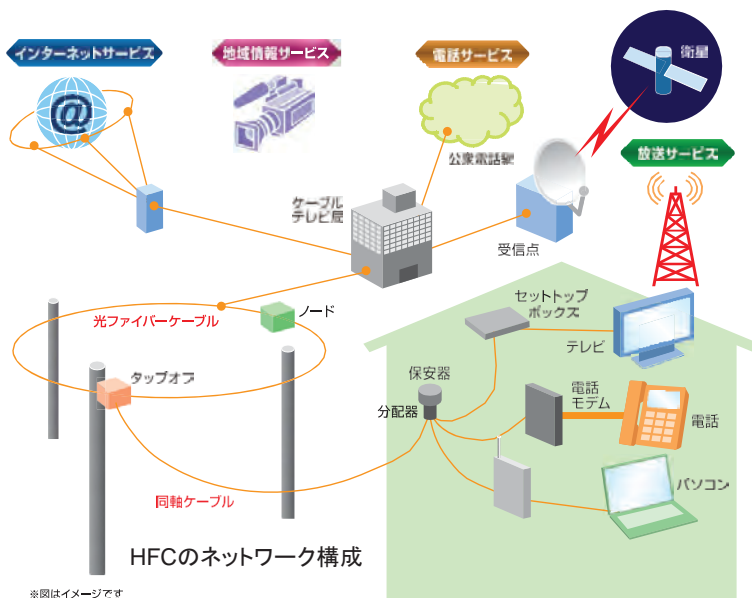 インターネットサービス
地域情報サービス
電話サービス
衛星
@
公衆電話網
放送サービス
ケーブル
テレビ局
受信点
光ファイバーケーブル
ノード
セットトップ
ボックス
テレビ
タップオフ
保安器
分配器
電話
モデム
電話
同軸ケーブル
パソコン
HFCのネットワーク構成
※図はイメージです